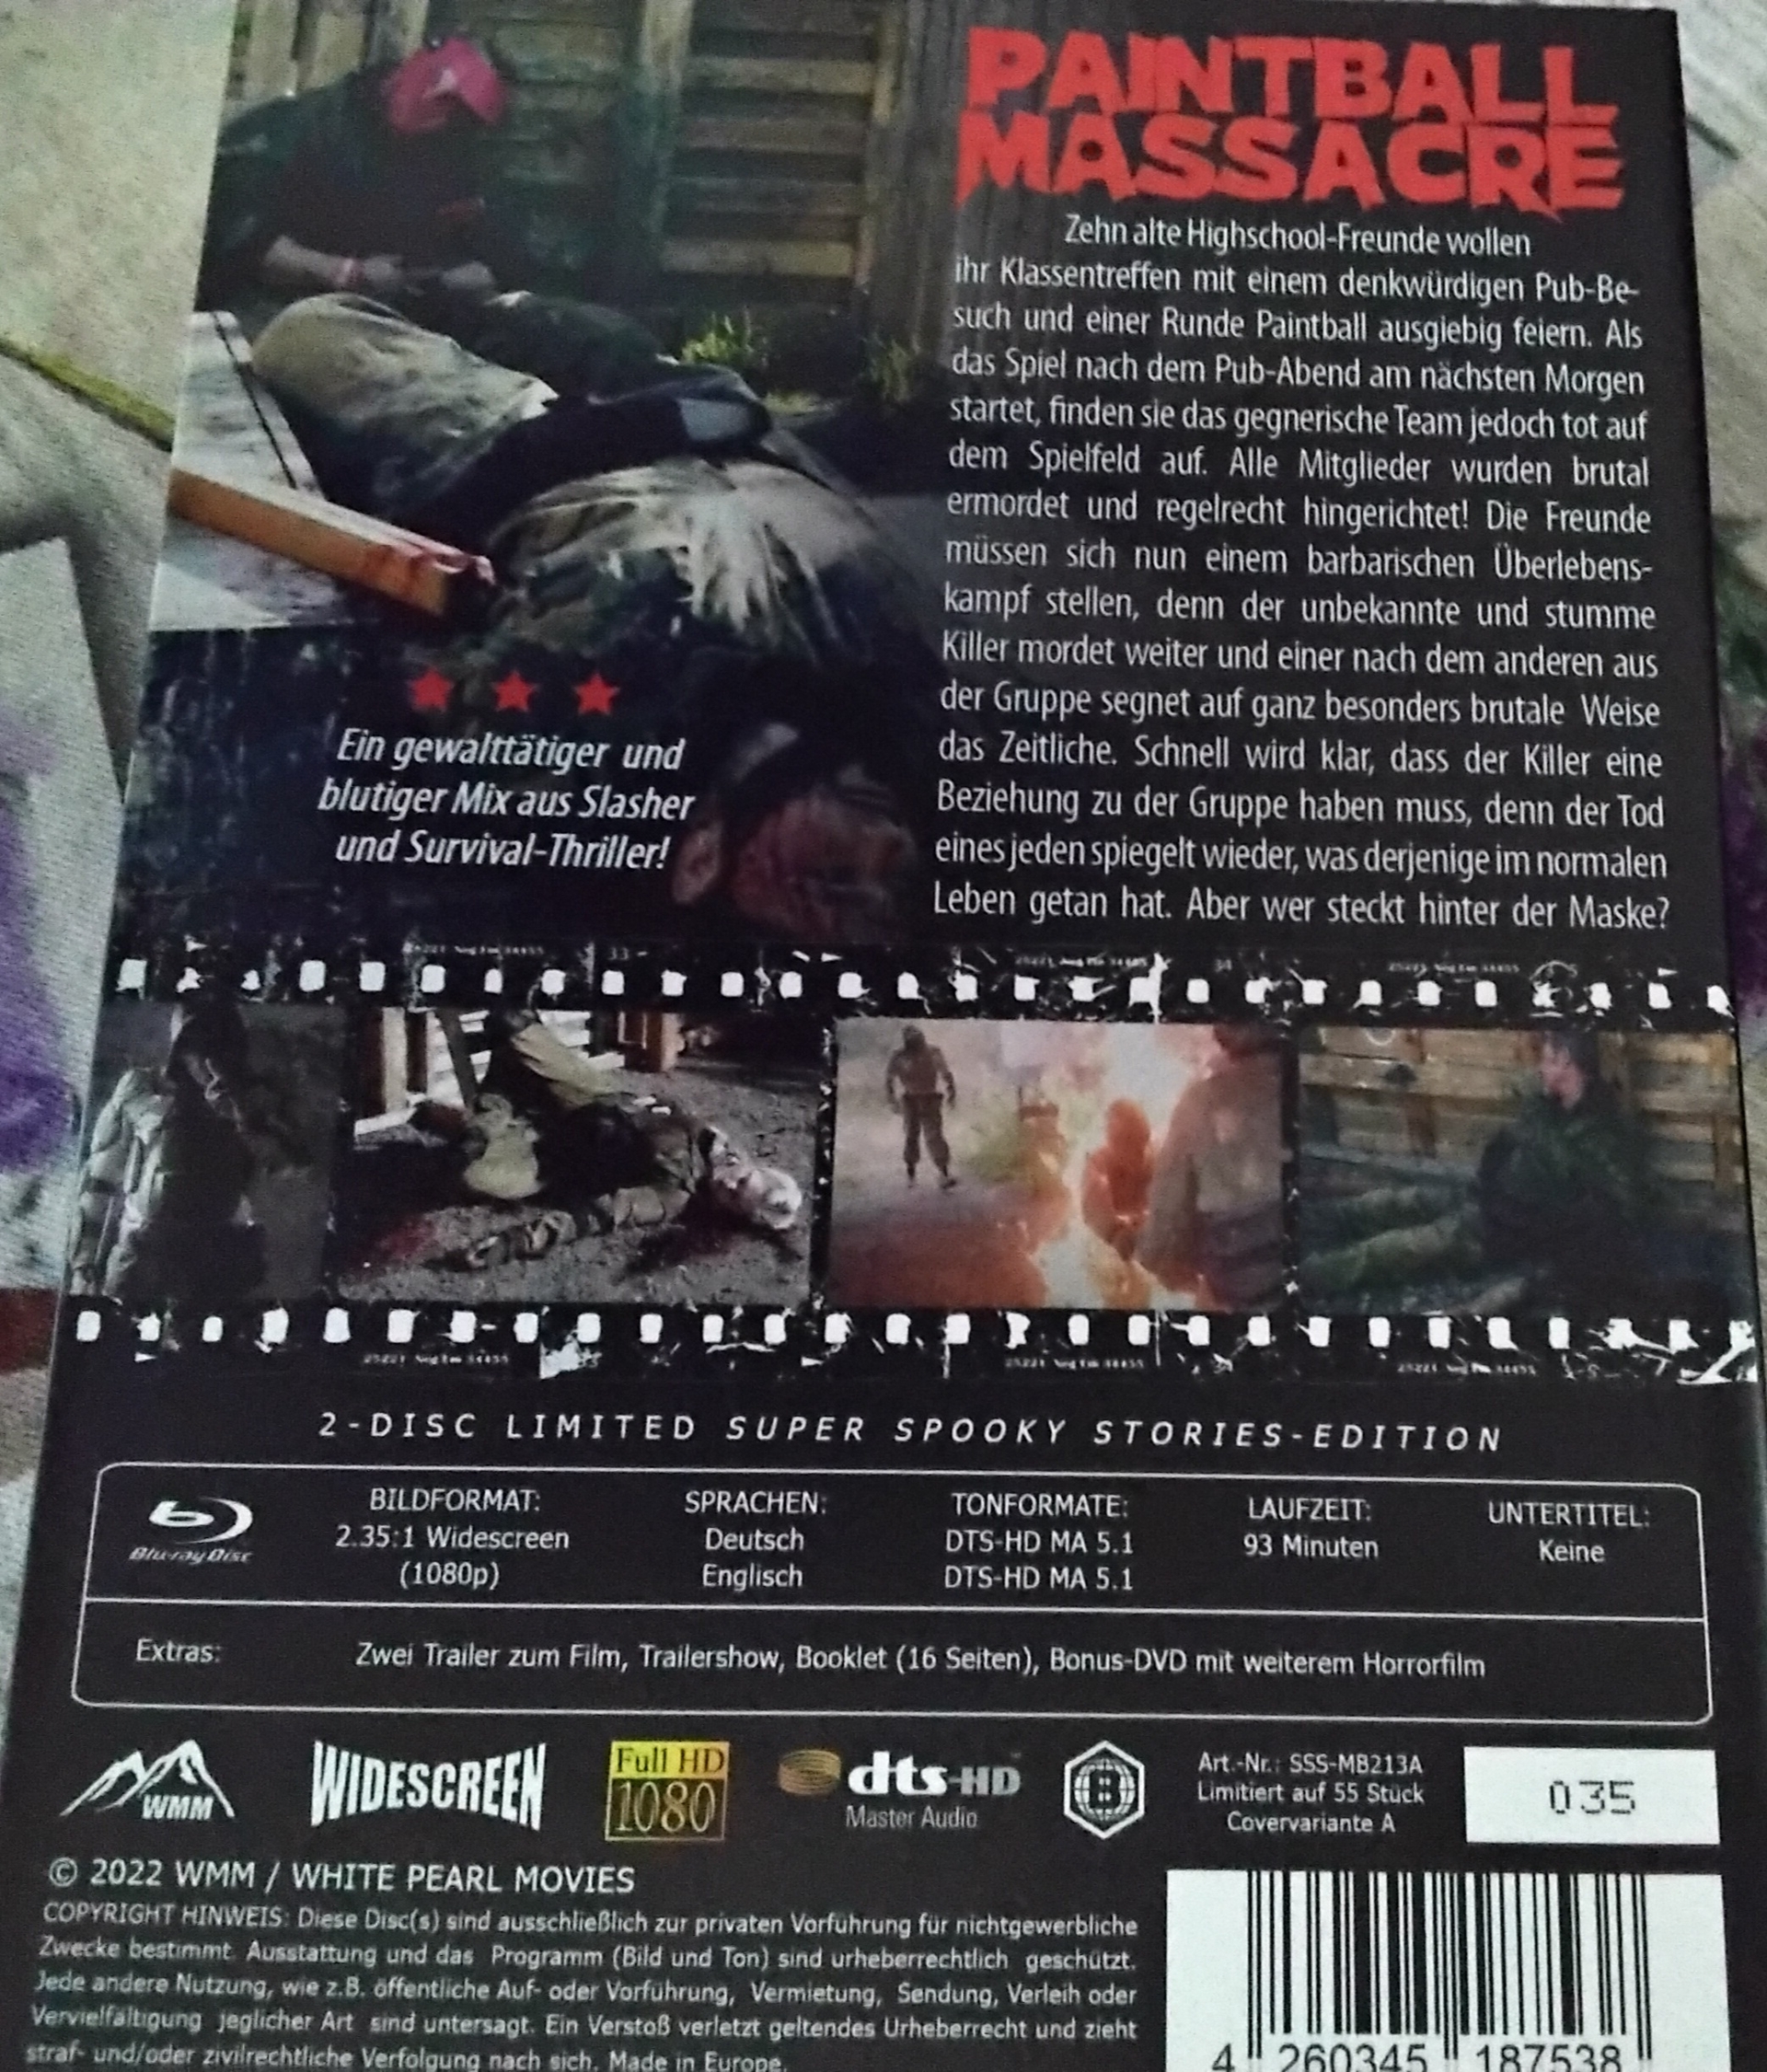 PAINTBALL
MASSACRE
Zehn alte Highschool-Freunde wollen
ihr Klassentreffen mit einem denkwürdigen Pub-Be-
such und einer Runde Paintball ausgiebig feiern. Als
das Spiel nach dem Pub-Abend am nächsten Morgen
startet, finden sie das gegnerische Team jedoch tot auf
dem Spielfeld auf. Alle Mitglieder wurden brutal
ermordet und regelrecht hingerichtet! Die Freunde
müssen sich nun einem barbarischen Überlebens-
kampf stellen, denn der unbekannte und stumme
Killer mordet weiter und einer nach dem anderen aus
der Gruppe segnet auf ganz besonders brutale Weise
das Zeitliche. Schnell wird klar, dass der Killer eine
Beziehung zu der Gruppe haben muss, denn der Tod
eines jeden spiegelt wieder, was derjenige im normalen
Leben getan hat. Aber wer steckt hinter der Maske?
Ein gewalttätiger und
blutiger Mix aus Slasher
und Survival-Thriller!
2-DISC LIMITED SUPER SPOOKY STORIES-EDITION
Blu-ray Disc
BILDFORMAT:
2.35:1 Widescreen
(1080p)
SPRACHEN:
Deutsch
Englisch
TONFORMATE:
DTS-HD MA 5.1
DTS-HD MA 5.1
LAUFZEIT:
93 Minuten
UNTERTITEL:
Keine
Extras: Zwei Trailer zum Film, Trailershow, Booklet (16 Seiten), Bonus-DVD mit weiterem Horrorfilm
WMM
WIDESCREEN
Full HD
1080
dts-HD
Master Audio
B
Art.-Nr.: SSS-MB213A
Limitiert auf 55 Stück
Covervariante A
035
© 2022 WMM / WHITE PEARL MOVIES
COPYRIGHT HINWEIS: Diese Disc(s) sind ausschließlich zur privaten Vorführung für nichtgewerbliche
Zwecke bestimmt. Ausstattung und das Programm (Bild und Ton) sind urheberrechtlich geschützt.
Jede andere Nutzung, wie z.B. öffentliche Auf- oder Vorführung, Vermietung, Sendung, Verleih oder
Vervielfältigung jeglicher Art sind untersagt. Ein Verstoß verletzt geltendes Urheberrecht und zieht
straf- und/oder zivilrechtliche Verfolgung nach sich. Made in Europe.
4 260345 187538